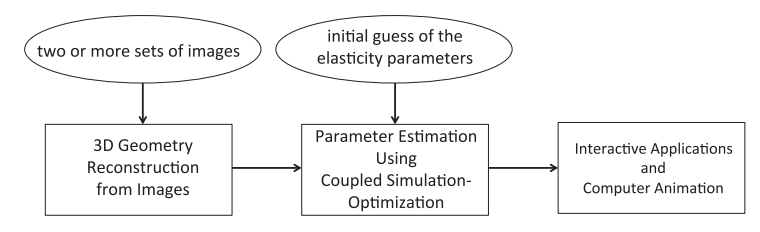 two or more sets of images
initial guess of the
elasticity parameters
3D Geometry
Reconstruction
from Images
Parameter Estimation
Using
Coupled Simulation-
Optimization
Interactive Applications
and
Computer Animation